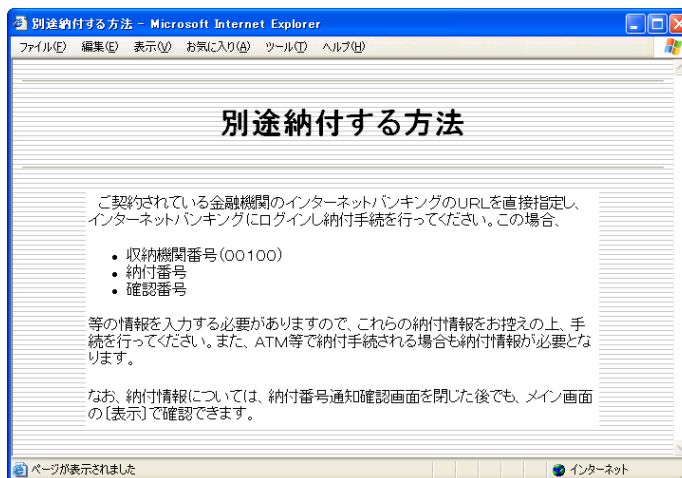 別途納付する方法 - Microsoft Internet Explorer
ファイル(F) 編集(E) 表示(V) お気に入り(A) ツール(T) ヘルプ(H)
別途納付する方法
ご契約されている金融機関のインターネットバンキングのURLを直接指定し、
インターネットバンキングにログインし納付手続を行ってください。この場合、
• 収納機関番号(00100)
• 納付番号
• 確認番号
等の情報を入力する必要がありますので、これらの納付情報をお控えの上、手
続を行ってください。また、ATM等で納付手続される場合も納付情報が必要とな
ります。
なお、納付情報については、納付番号通知確認画面を閉じた後でも、メイン画面
の［表示］で確認できます。
ページが表示されました
インターネット